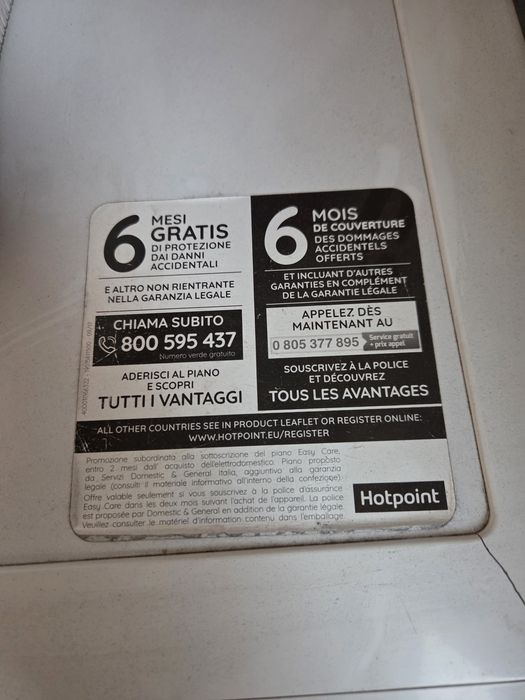 6 MESI
GRATIS
DI PROTEZIONE
DAI DANNI
ACCIDENTALI
E ALTRO NON RIENTRANTE
NELLA GARANZIA LEGALE
CHIAMA SUBITO
800 595 437
Numero verde gratuito
ADERISCI AL PIANO
E SCOPRI
TUTTI I VANTAGGI
6 MOIS
DE COUVERTURE
DES DOMMAGES
ACCIDENTELS
OFFERTS
ET INCLUANT D'AUTRES
GARANTIES EN COMPLÉMENT
DE LA GARANTIE LÉGALE
APPELEZ DÈS
MAINTENANT AU
0 805 377 895 Service gratuit
+ prix appel
SOUSCRIVEZ À LA POLICE
ET DÉCOUVREZ
TOUS LES AVANTAGES
ALL OTHER COUNTRIES SEE IN PRODUCT LEAFLET OR REGISTER ONLINE:
WWW.HOTPOINT.EU/REGISTER
Promozione subordinata alla sottoscrizione del piano Easy Care,
entro 2 mesi dall' acquisto dell'elettrodomestico. Piano proposto
da Servizi Domestic & General Italia, aggiuntivo alla garanzia
legale (consulti il materiale informativo all'interno della confezione).
Offre valable seulement si vous souscrivez à la police d'assurance
Easy Care dans les deux mois suivant l'achat de l'appareil. La police
est proposée par Domestic & General en addition de la garantie légale.
Veuillez consulter le matériel d'information contenu dans l'emballage.
Hotpoint